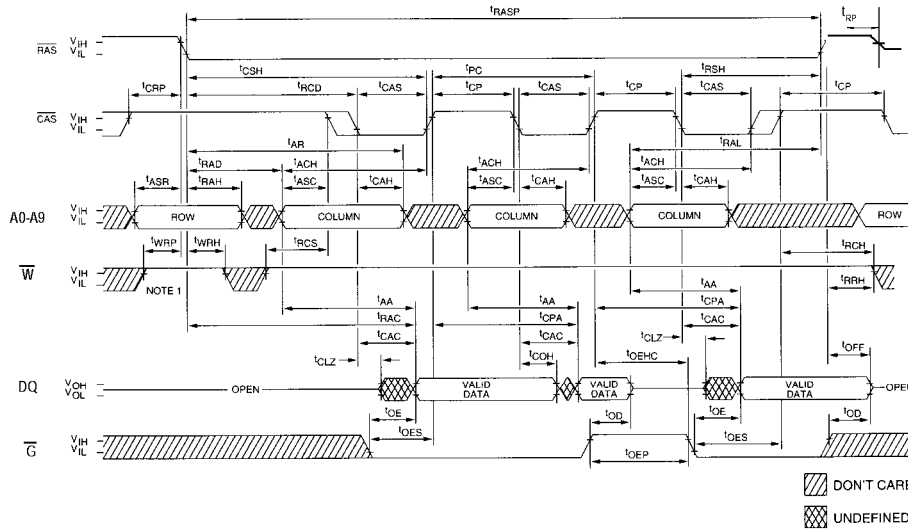 tRASP
tRP
RAS VIH
VIL
tCSH tPC tRSH
tCRP tRCD tCAS tCP tCAS tCP tCAS tCP
CAS VIH
VIL
tAR tRAL
tRAD tACH tACH tACH
tASR tRAH tASC tCAH tASC tCAH tASC tCAH
A0-A9 VIH
VIL ROW COLUMN COLUMN COLUMN ROW
tWRP tWRH tRCS tRCH
W VIH
VIL NOTE 1 tRRH
tAA tAA tAA
tRAC tCPA tCPA
tCAC tCAC tCAC
tCLZ tCOH tOEHC tCLZ tOFF
DQ VOH
VOL OPEN VALID DATA VALID DATA VALID DATA OPEN
tOE tOD tOE tOD
tOES tOES
G VIH
VIL tOEP
DON'T CARE
UNDEFINED